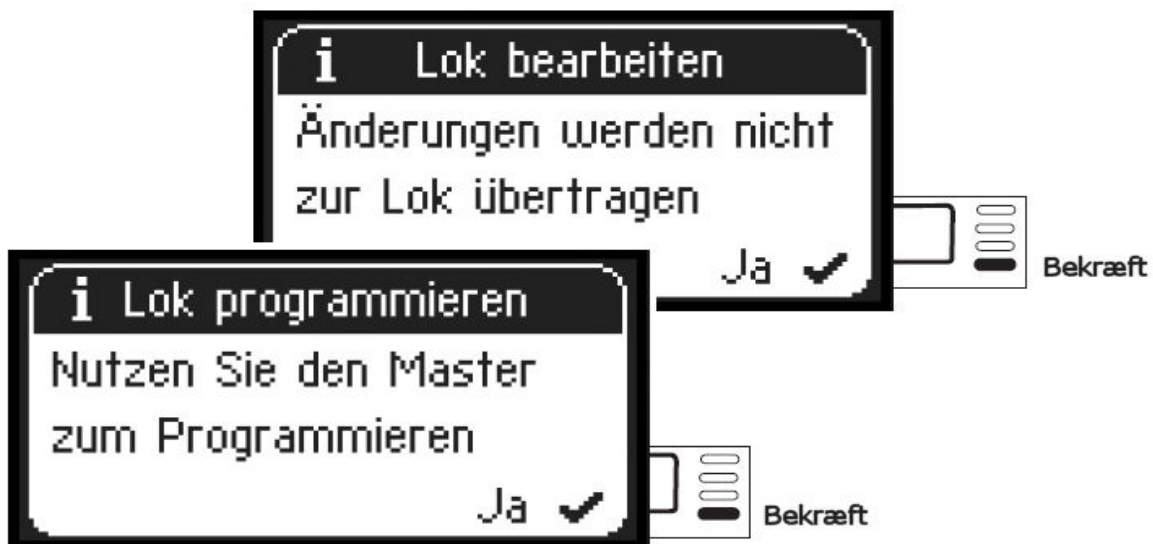 i Lok bearbeiten
Änderungen werden nicht
zur Lok übertragen
Ja ✔
Bekræft
i Lok programmieren
Nutzen Sie den Master
zum Programmieren
Ja ✔
Bekræft